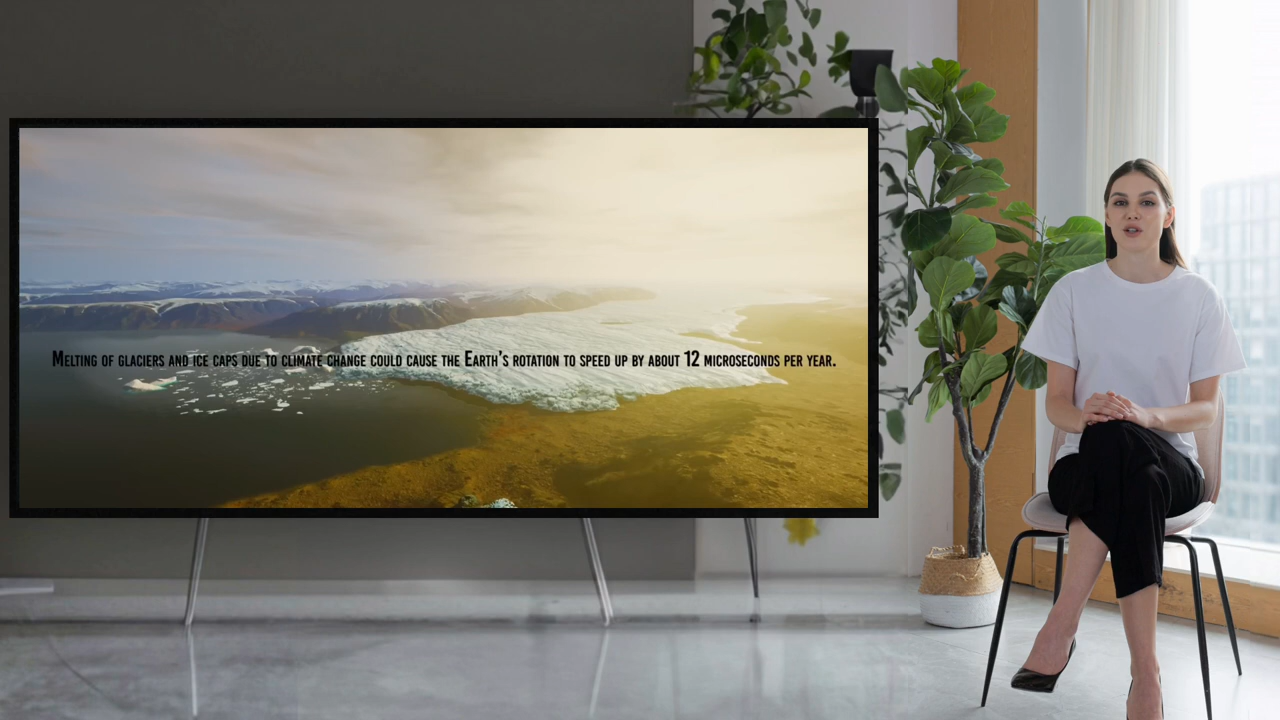 Melting of glaciers and ice caps due to climate change could cause the Earth's rotation to speed up by about 12 microseconds per year.